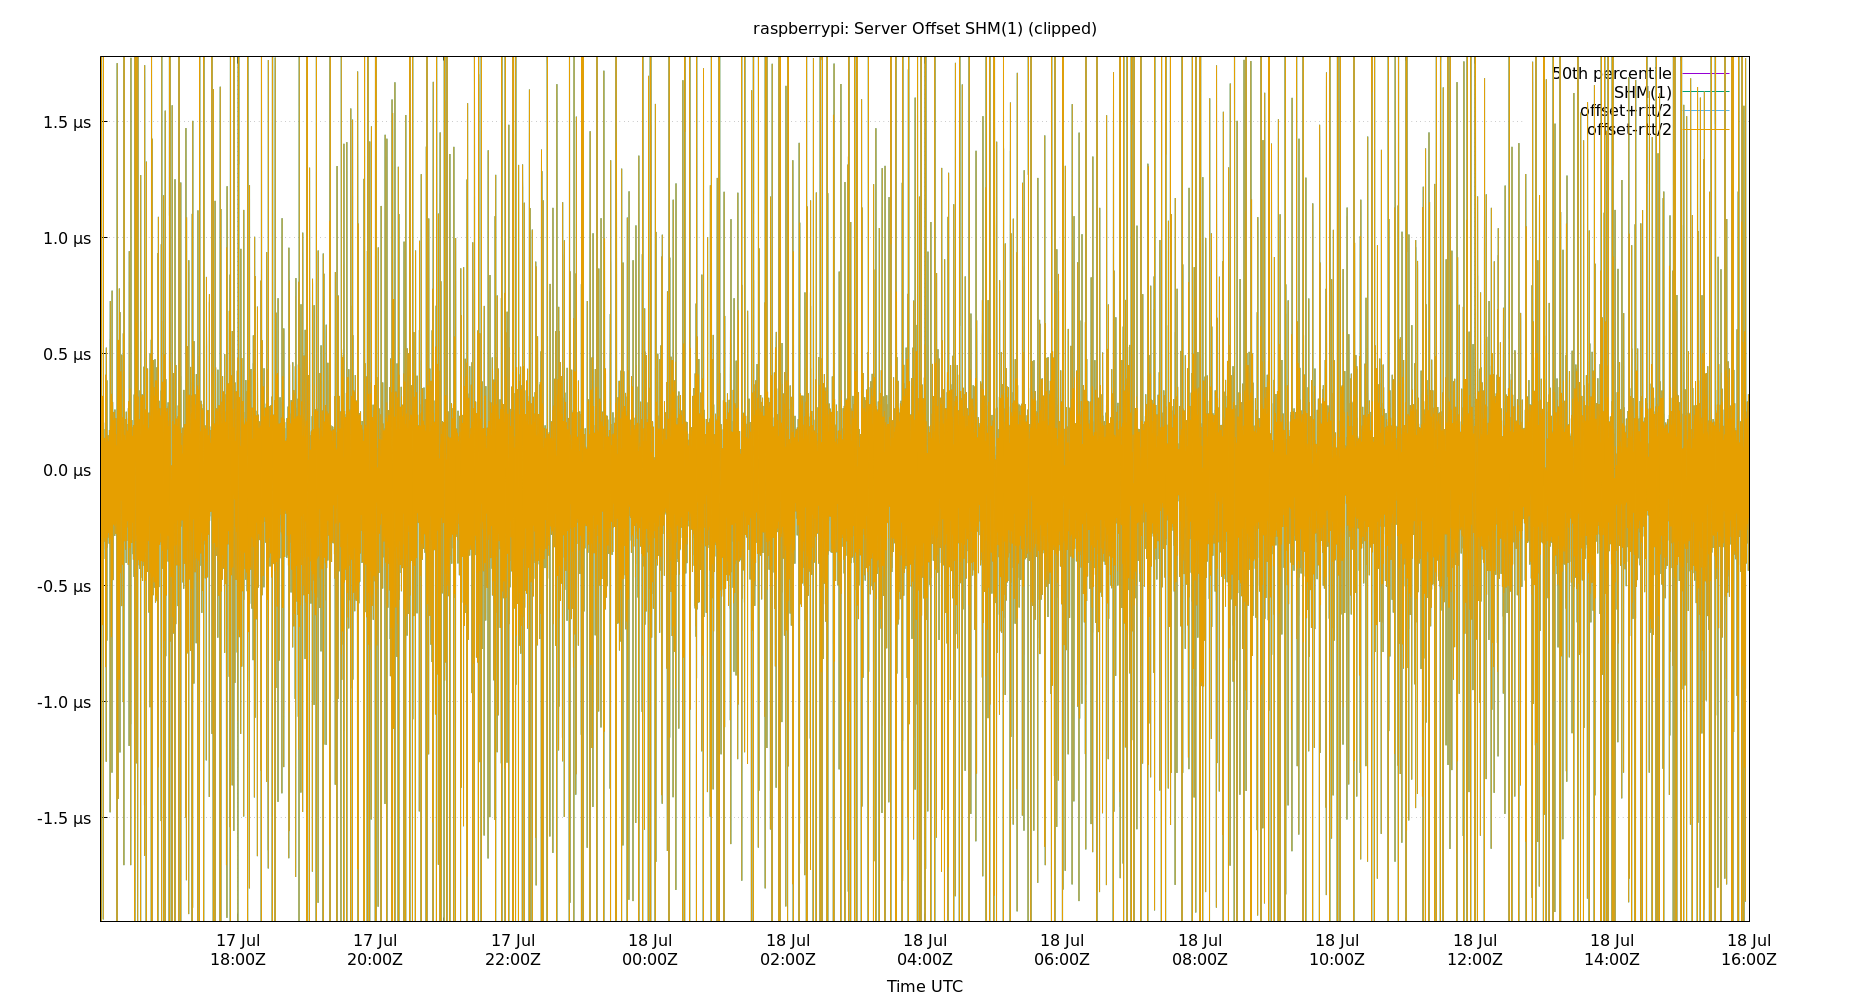 raspberrypi: Server Offset SHM(1) (clipped)
50th percentile
SHM(1)
offset+rtt/2
offset-rtt/2
1.5 µs
1.0 µs
0.5 µs
0.0 µs
-0.5 µs
-1.0 µs
-1.5 µs
17 Jul 17 Jul 17 Jul 18 Jul 18 Jul 18 Jul 18 Jul 18 Jul 18 Jul 18 Jul 18 Jul 18 Jul
18:00Z 20:00Z 22:00Z 00:00Z 02:00Z 04:00Z 06:00Z 08:00Z 10:00Z 12:00Z 14:00Z 16:00Z
Time UTC